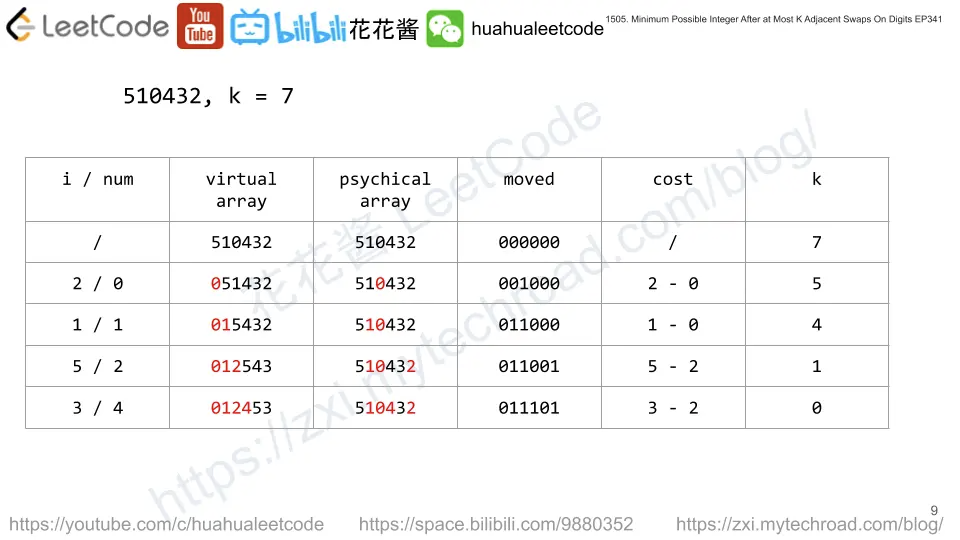 LeetCode You Tube bilibili 花花酱 huahualeetcode 1505. Minimum Possible Integer After at Most K Adjacent Swaps On Digits EP341
510432, k = 7
i / num virtual array psychical array moved cost k
/ 510432 510432 000000 / 7
2 / 0 051432 510432 001000 2 - 0 5
1 / 1 015432 510432 011000 1 - 0 4
5 / 2 012543 510432 011001 5 - 2 1
3 / 4 012453 510432 011101 3 - 2 0
花花酱 LeetCode
https://zxi.mytechroad.com/blog/
9
https://youtube.com/c/huahualeetcode https://space.bilibili.com/9880352 https://zxi.mytechroad.com/blog/